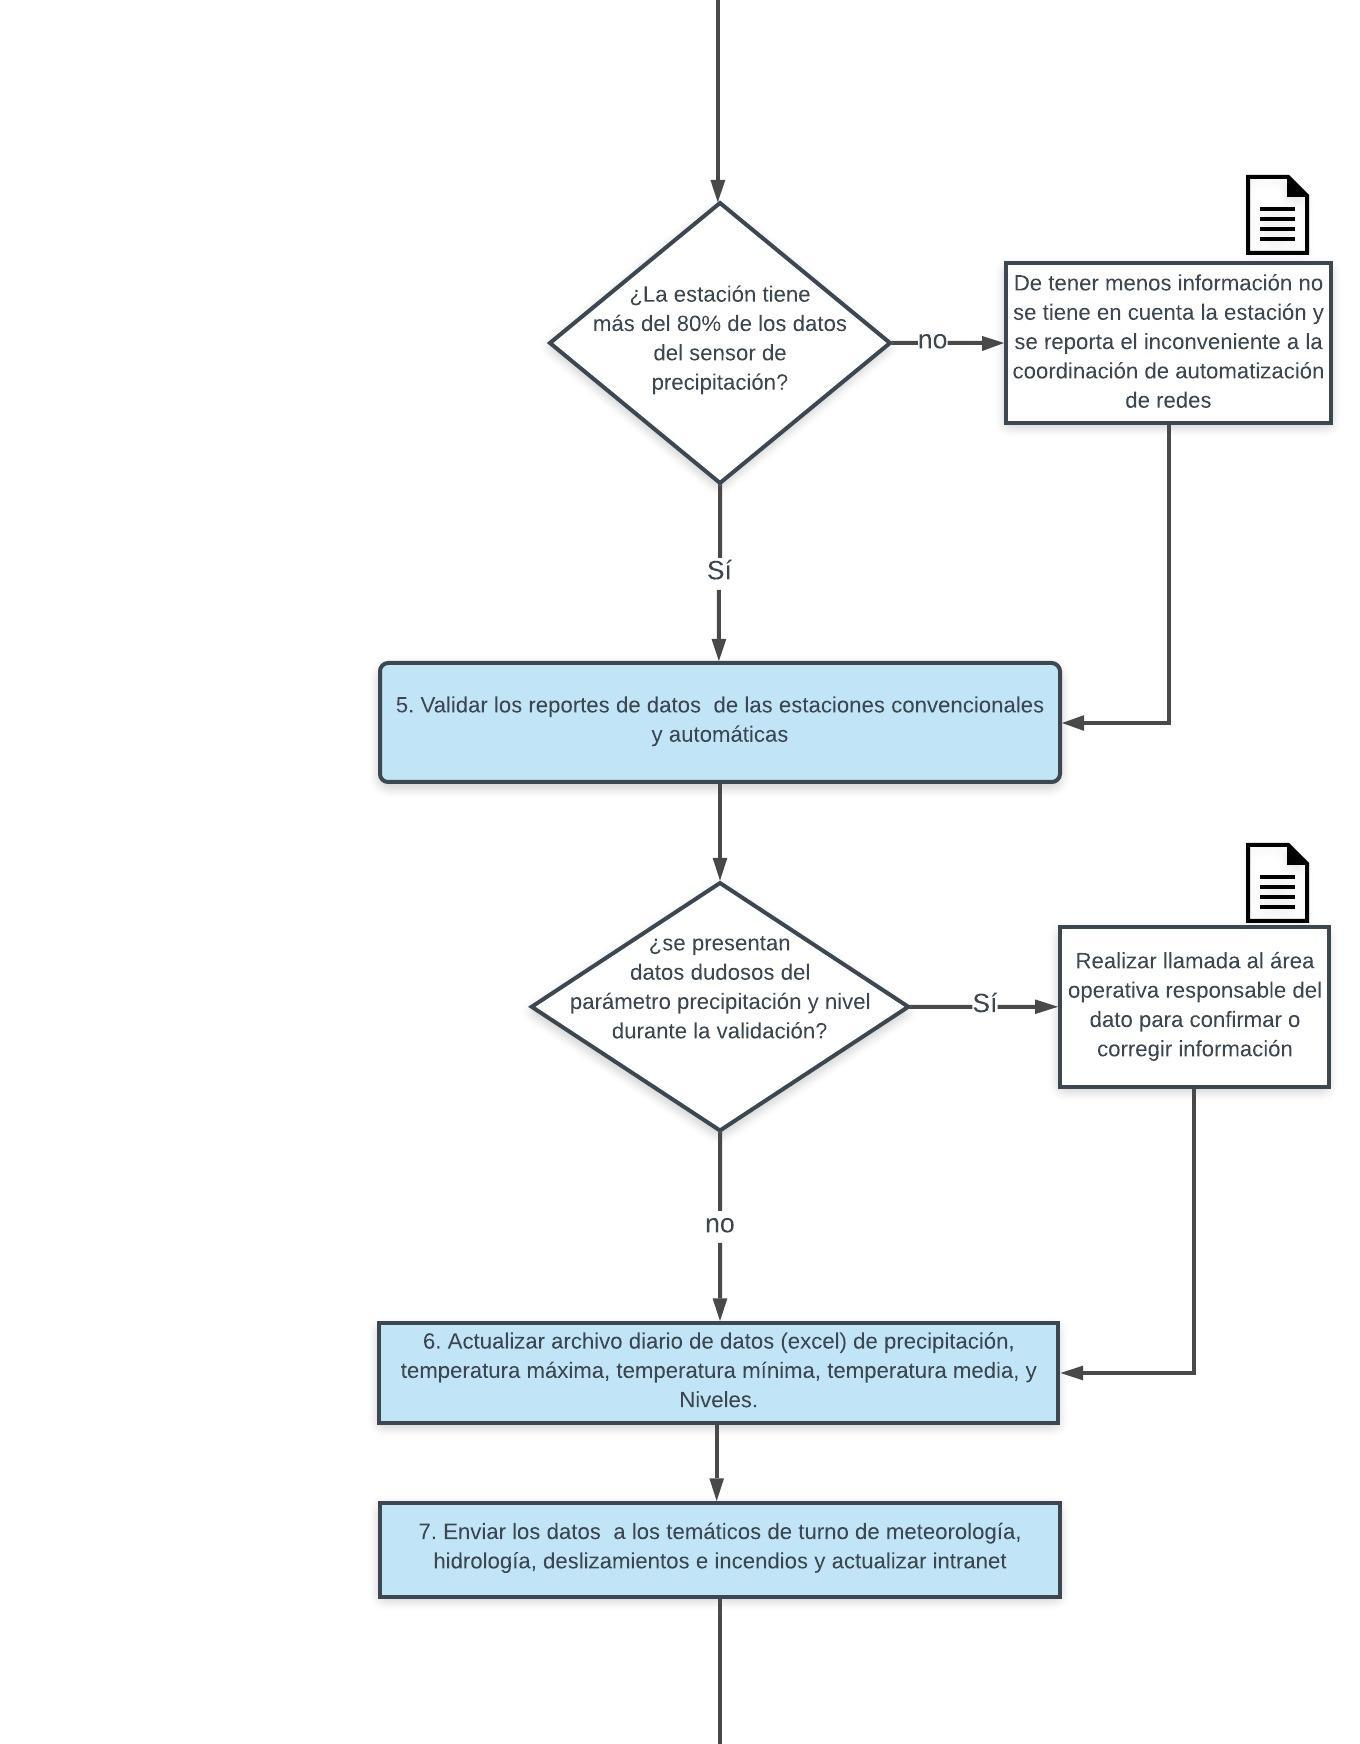 ¿La estación tiene
más del 80% de los datos
del sensor de
precipitación?
no
De tener menos información no
se tiene en cuenta la estación y
se reporta el inconveniente a la
coordinación de automatización
de redes
Sí
5. Validar los reportes de datos  de las estaciones convencionales
y automáticas
¿se presentan
datos dudosos del
parámetro precipitación y nivel
durante la validación?
Sí
Realizar llamada al área
operativa responsable del
dato para confirmar o
corregir información
no
6. Actualizar archivo diario de datos (excel) de precipitación,
temperatura máxima, temperatura mínima, temperatura media, y
Niveles.
7. Enviar los datos  a los temáticos de turno de meteorología,
hidrología, deslizamientos e incendios y actualizar intranet